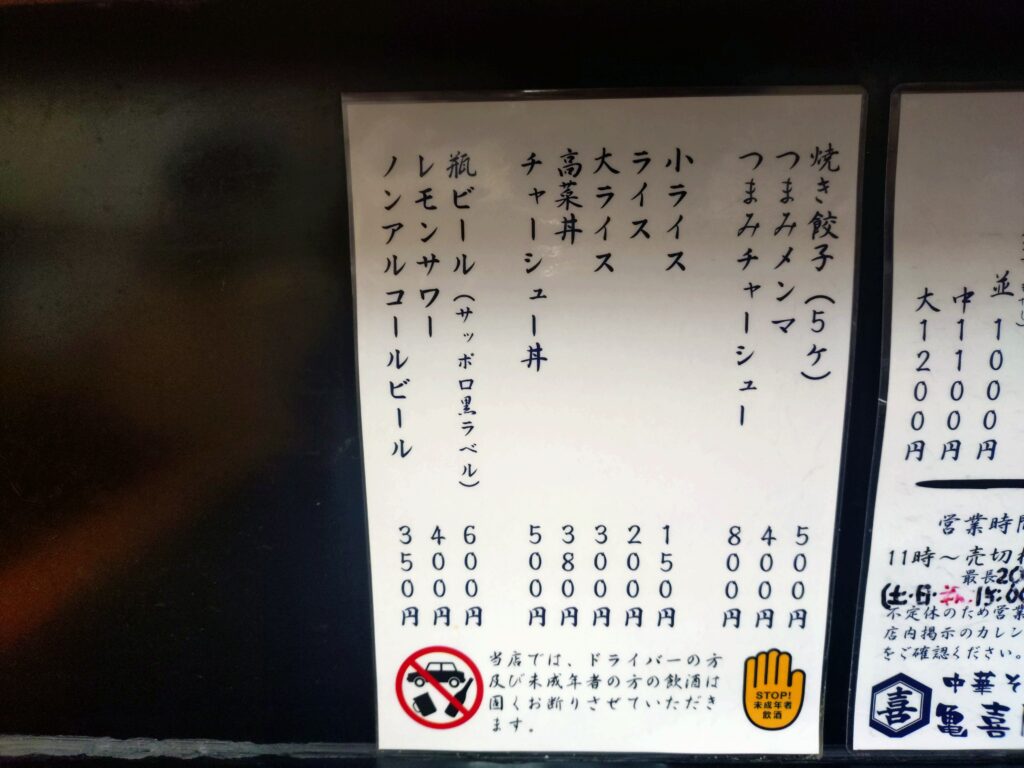 焼き餃子（5ケ） 500円
つまみメンマ 400円
つまみチャーシュー 800円
小ライス 150円
ライス 200円
大ライス 300円
高菜丼 380円
チャーシュー丼 500円
瓶ビール（サッポロ黒ラベル） 600円
レモンサワー 400円
ノンアルコールビール 350円
当店では、ドライバーの方
及び未成年者の方の飲酒は
固くお断りさせていただき
ます。
STOP!
未成年者
飲酒
並 1000円
中 1100円
大 1200円
営業時間
11時～売切れ
最長20
(土·日·祝. 15:00
不定休のため営業
店内掲示のカレン
をご確認ください。
喜
中華そ
亀喜